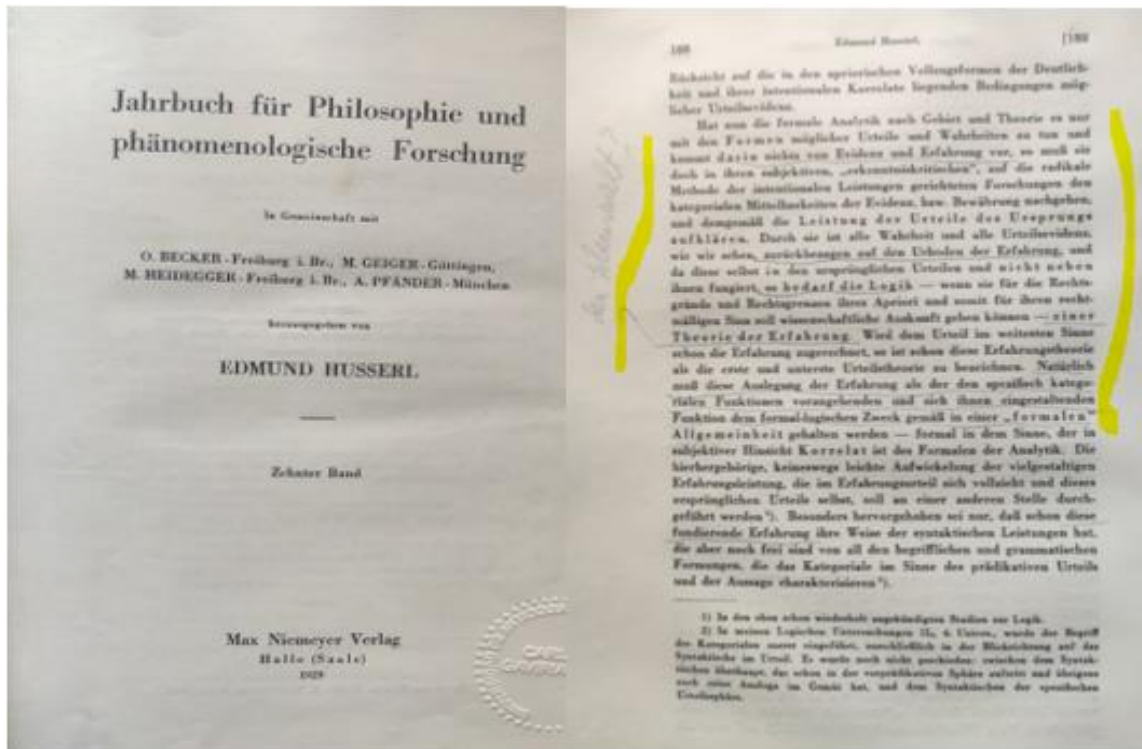 Jahrbuch für Philosophie und
phänomenologische Forschung
In Gemeinschaft mit
O. BECKER-Freiburg i. Br., M. GEIGER-Göttingen,
M. HEIDEGGER-Freiburg i. Br., A. PFÄNDER-München
herausgegeben von
EDMUND HUSSERL
Zehnter Band
Max Niemeyer Verlag
Halle (Saale)
1929
CARL
188 Edmund Husserl, [188
Rücksicht auf die in den apriorischen Vollzugsformen der Deutlich-
keit und ihrer intentionalen Korrelate liegenden Bedingungen mög-
licher Urteilsevidenz.
Hat nun die formale Analytik nach Gebiet und Theorie es nur
mit den Formen möglicher Urteile und Wahrheiten zu tun und
kommt darin nichts von Evidenz und Erfahrung vor, so muß sie
doch in ihren subjektiven, „erkenntniskritischen", auf die radikale
Methode der intentionalen Leistungen gerichteten Forschungen den
kategorialen Mittelbarkeiten der Evidenz, bzw. Bewährung nachgehen,
und demgemäß die Leistung der Urteile des Ursprungs
aufklären. Durch sie ist alle Wahrheit und alle Urteilsevidenz,
wie wir sehen, zurückbezogen auf den Urboden der Erfahrung, und
da diese selbst in den ursprünglichen Urteilen und nicht neben
ihnen fungiert, so bedarf die Logik — wenn sie für die Rechts-
gründe und Rechtsgrenzen ihres Apriori und somit für ihren recht-
mäßigen Sinn soll wissenschaftliche Auskunft geben können — einer
Theorie der Erfahrung. Wird dem Urteil im weitesten Sinne
schon die Erfahrung zugerechnet, so ist schon diese Erfahrungstheorie
als die erste und unterste Urteilstheorie zu bezeichnen. Natürlich
muß diese Auslegung der Erfahrung als der den spezifisch katego-
rialen Funktionen vorangehenden und sich ihnen eingestaltenden
Funktion dem formal-logischen Zweck gemäß in einer „formalen"
Allgemeinheit gehalten werden — formal in dem Sinne, der in
subjektiver Hinsicht Korrelat ist des Formalen der Analytik. Die
hierhergehörige, keineswegs leichte Aufwickelung der vielgestaltigen
Erfahrungsleistung, die im Erfahrungsurteil sich vollzieht und dieses
ursprünglichen Urteils selbst, soll an einer anderen Stelle durch-
geführt werden ¹). Besonders hervorgehoben sei nur, daß schon diese
fundierende Erfahrung ihre Weise der syntaktischen Leistungen hat,
die aber noch frei sind von all den begrifflichen und grammatischen
Formungen, die das Kategoriale im Sinne des prädikativen Urteils
und der Aussage charakterisieren ²).
1) In den oben schon wiederholt angekündigten Studien zur Logik.
2) In meinen Logischen Untersuchungen II₂, 6. Unters., wurde der Begriff
des Kategorialen zuerst eingeführt, ausschließlich in der Blickrichtung auf das
Syntaktische im Urteil. Es wurde noch nicht geschieden: zwischen dem Syntak-
tischen überhaupt, das schon in der vorprädikativen Sphäre auftritt und übrigens
auch seine Analoga im Gemüt hat, und dem Syntaktischen der spezifischen
Urteilssphäre.